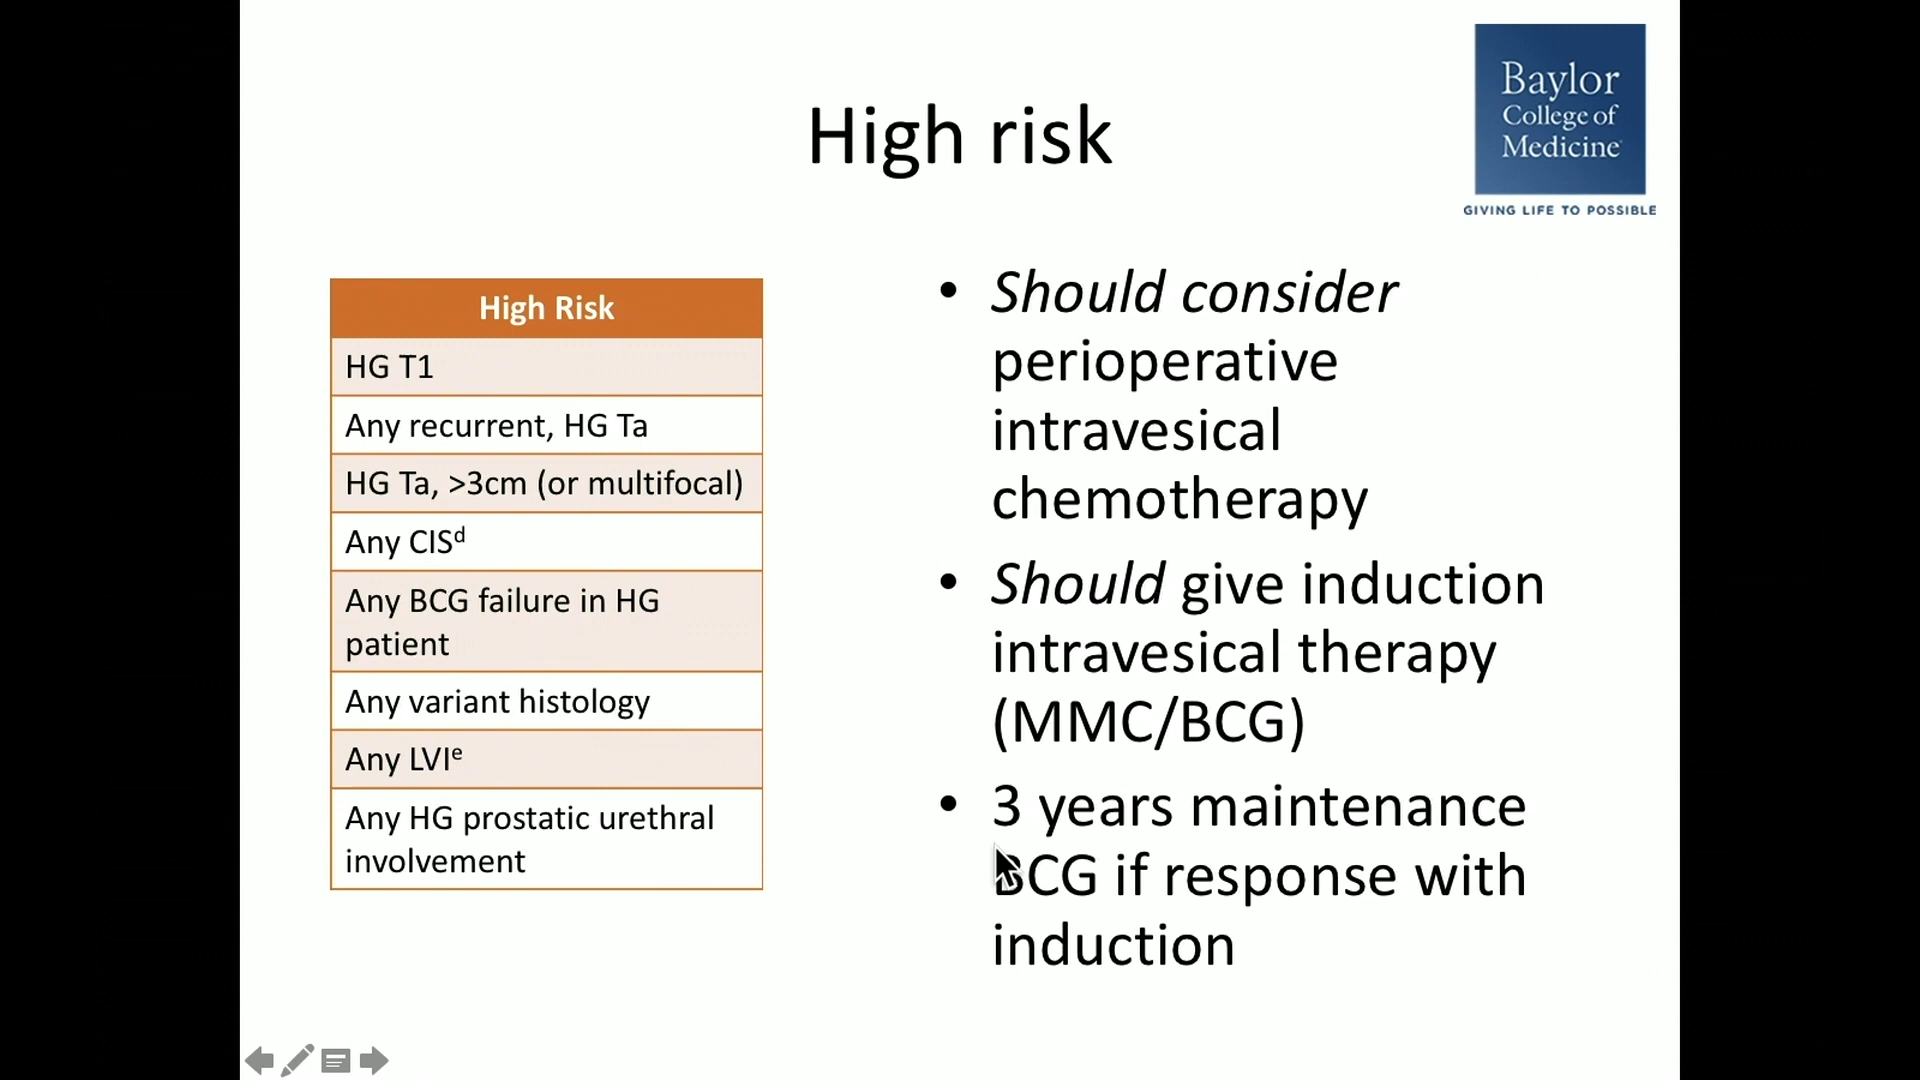 Baylor
College of
Medicine
GIVING LIFE TO POSSIBLE
High risk
High Risk
HG T1
Any recurrent, HG Ta
HG Ta, >3cm (or multifocal)
Any CISᵈ
Any BCG failure in HG
patient
Any variant histology
Any LVIᵉ
Any HG prostatic urethral
involvement
• Should consider
perioperative
intravesical
chemotherapy
• Should give induction
intravesical therapy
(MMC/BCG)
• 3 years maintenance
BCG if response with
induction